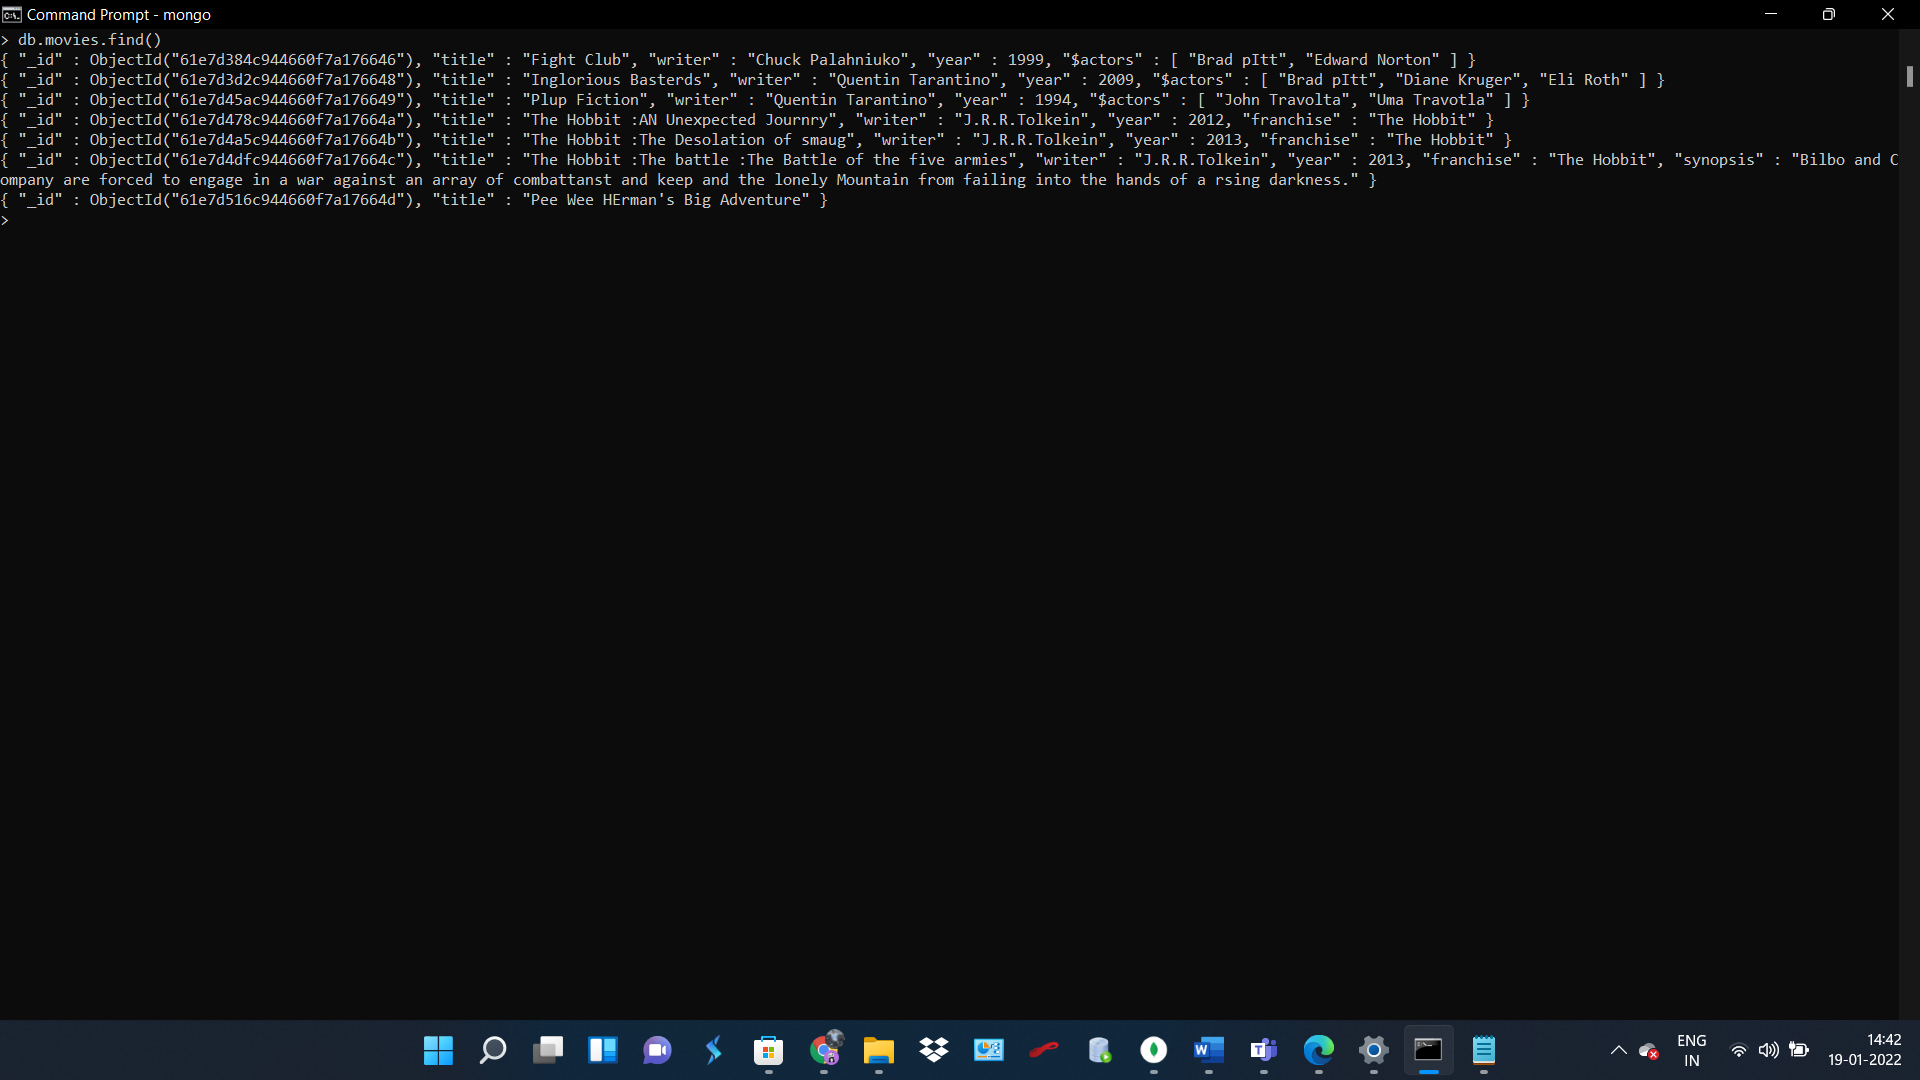 Command Prompt - mongo
> db.movies.find()
{ "_id" : ObjectId("61e7d384c944660f7a176646"), "title" : "Fight Club", "writer" : "Chuck Palahniuko", "year" : 1999, "$actors" : [ "Brad pItt", "Edward Norton" ] }
{ "_id" : ObjectId("61e7d3d2c944660f7a176648"), "title" : "Inglorious Basterds", "writer" : "Quentin Tarantino", "year" : 2009, "$actors" : [ "Brad pItt", "Diane Kruger", "Eli Roth" ] }
{ "_id" : ObjectId("61e7d45ac944660f7a176649"), "title" : "Plup Fiction", "writer" : "Quentin Tarantino", "year" : 1994, "$actors" : [ "John Travolta", "Uma Travotla" ] }
{ "_id" : ObjectId("61e7d478c944660f7a17664a"), "title" : "The Hobbit :AN Unexpected Journry", "writer" : "J.R.R.Tolkein", "year" : 2012, "franchise" : "The Hobbit" }
{ "_id" : ObjectId("61e7d4a5c944660f7a17664b"), "title" : "The Hobbit :The Desolation of smaug", "writer" : "J.R.R.Tolkein", "year" : 2013, "franchise" : "The Hobbit" }
{ "_id" : ObjectId("61e7d4dfc944660f7a17664c"), "title" : "The Hobbit :The battle :The Battle of the five armies", "writer" : "J.R.R.Tolkein", "year" : 2013, "franchise" : "The Hobbit", "synopsis" : "Bilbo and C
ompany are forced to engage in a war against an array of combattanst and keep and the lonely Mountain from failing into the hands of a rsing darkness." }
{ "_id" : ObjectId("61e7d516c944660f7a17664d"), "title" : "Pee Wee HErman's Big Adventure" }
>
ENG
IN
14:42
19-01-2022